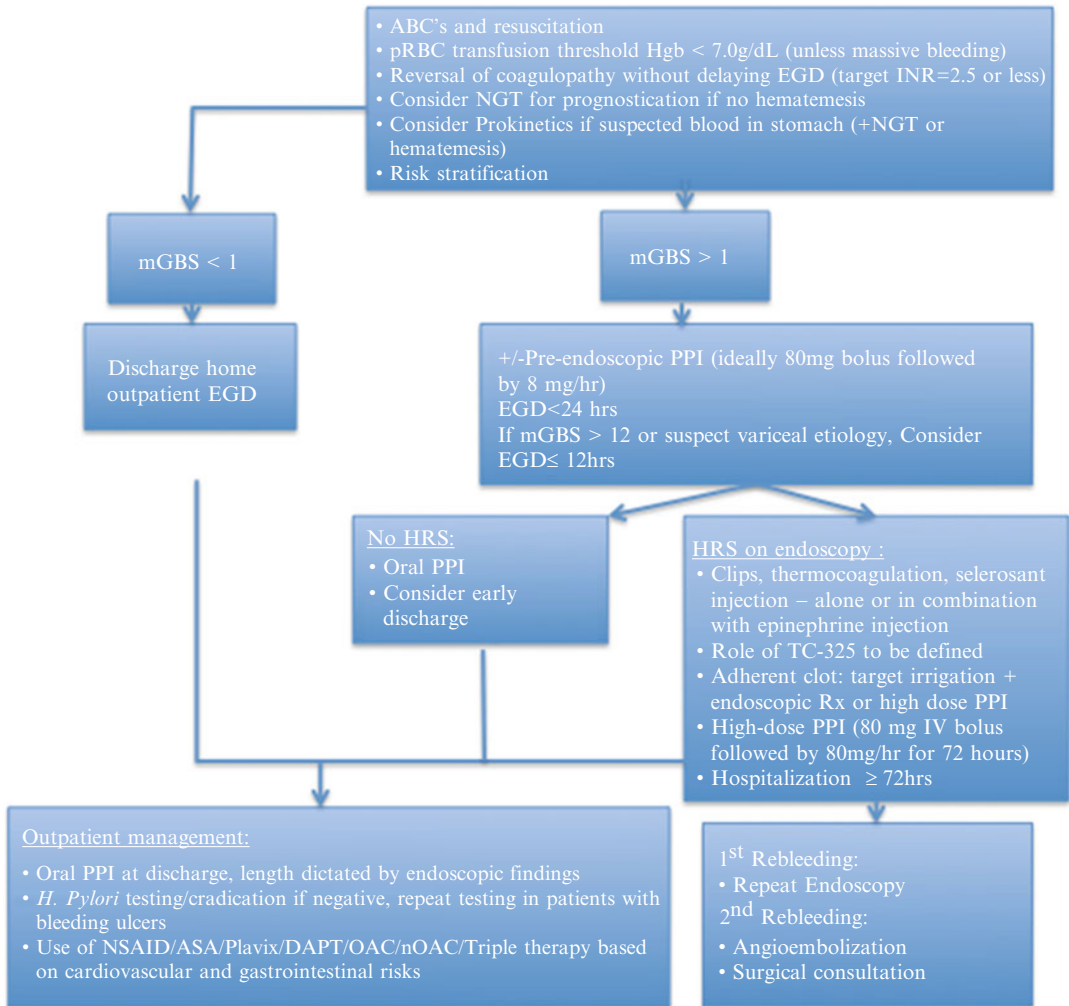 • ABC's and resuscitation
• pRBC transfusion threshold Hgb < 7.0g/dL (unless massive bleeding)
• Reversal of coagulopathy without delaying EGD (target INR=2.5 or less)
• Consider NGT for prognostication if no hematemesis
• Consider Prokinetics if suspected blood in stomach (+NGT or
hematemesis)
• Risk stratification
mGBS < 1
mGBS > 1
Discharge home
outpatient EGD
+/-Pre-endoscopic PPI (ideally 80mg bolus followed
by 8 mg/hr)
EGD<24 hrs
If mGBS > 12 or suspect variceal etiology, Consider
EGD≤ 12hrs
No HRS:
• Oral PPI
• Consider early
discharge
HRS on endoscopy :
• Clips, thermocoagulation, selerosant
injection – alone or in combination
with epinephrine injection
• Role of TC-325 to be defined
• Adherent clot: target irrigation +
endoscopic Rx or high dose PPI
• High-dose PPI (80 mg IV bolus
followed by 80mg/hr for 72 hours)
• Hospitalization ≥ 72hrs
Outpatient management:
• Oral PPI at discharge, length dictated by endoscopic findings
• H. Pylori testing/cradication if negative, repeat testing in patients with
bleeding ulcers
• Use of NSAID/ASA/Plavix/DAPT/OAC/nOAC/Triple therapy based
on cardiovascular and gastrointestinal risks
1st Rebleeding:
• Repeat Endoscopy
2nd Rebleeding:
• Angioembolization
• Surgical consultation